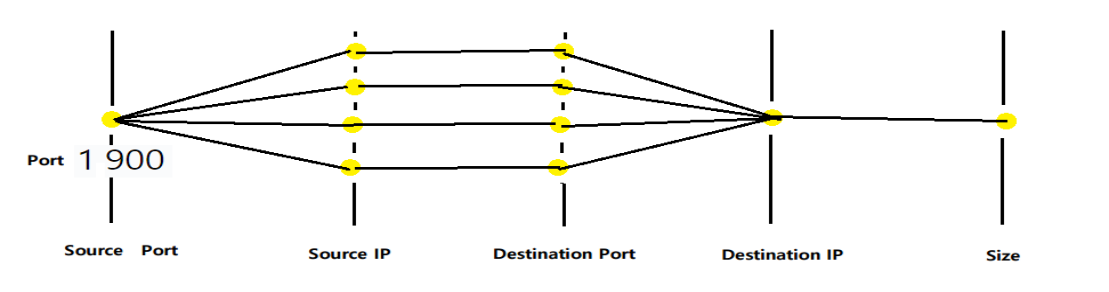 Port 1 900
Source Port
Source IP
Destination Port
Destination IP
Size